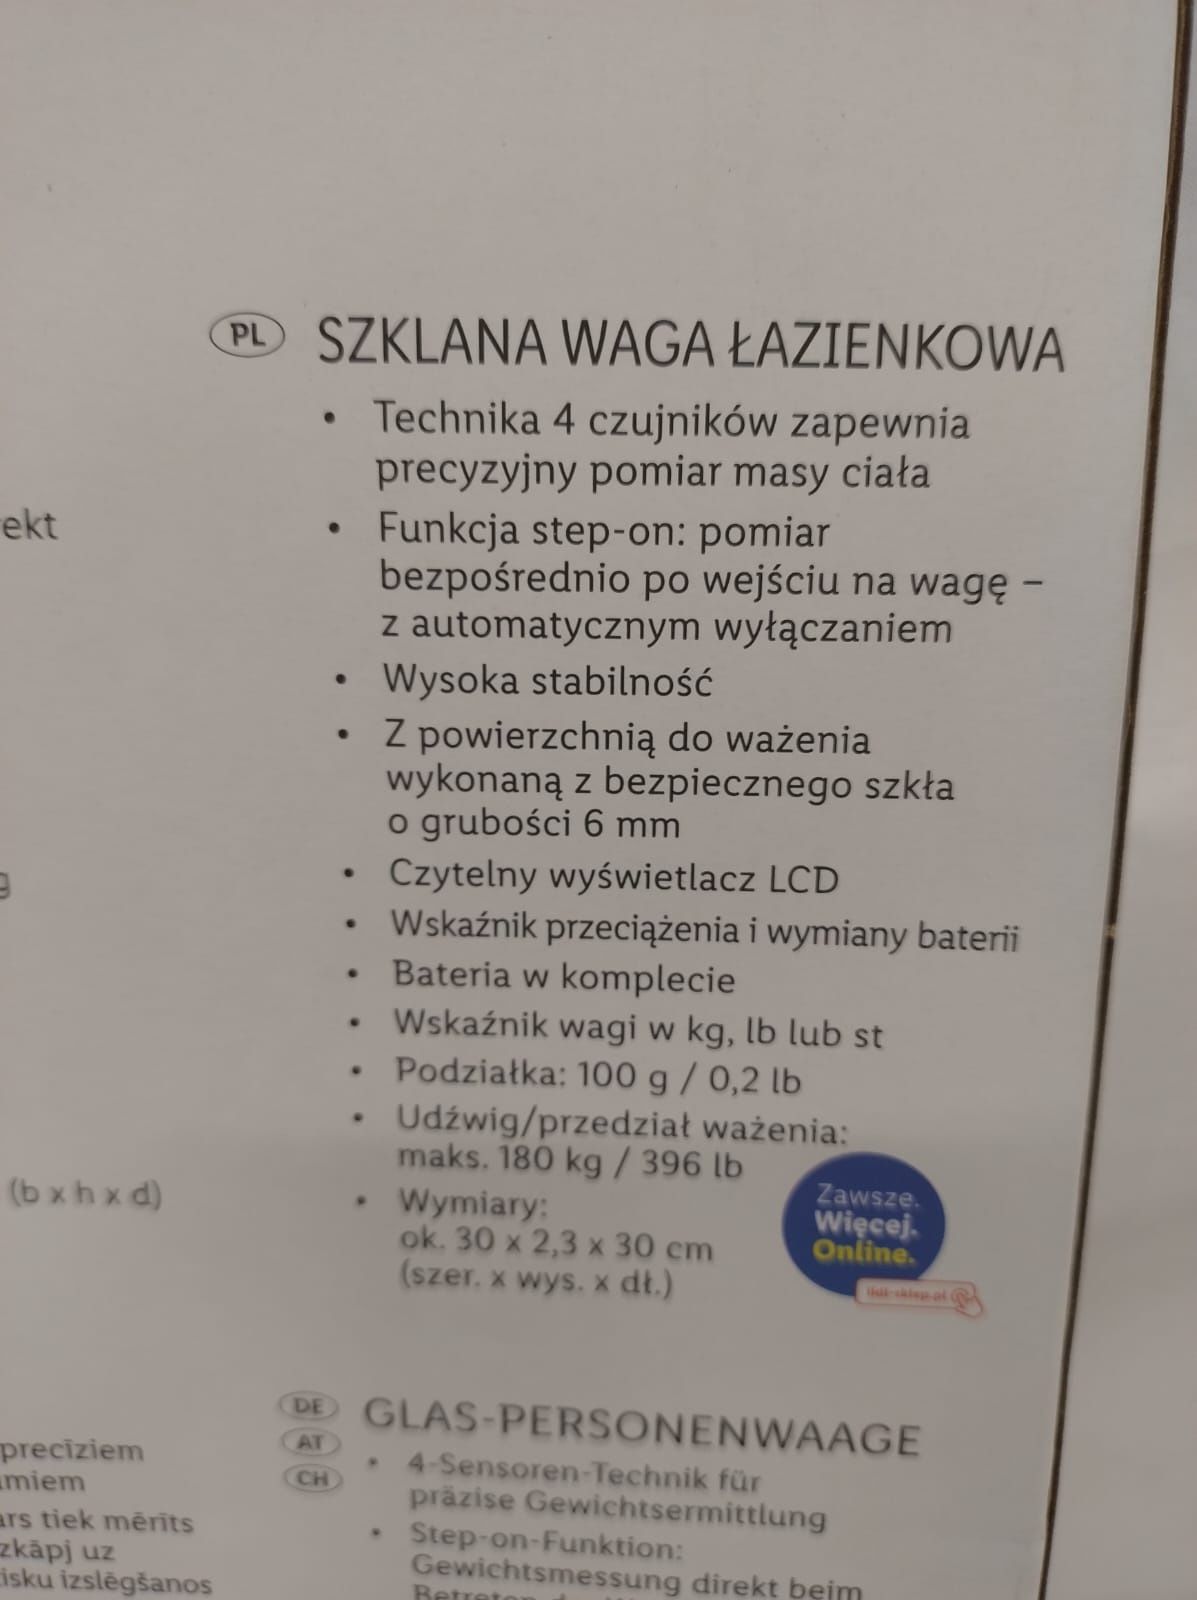 PL SZKLANA WAGA ŁAZIENKOWA
• Technika 4 czujników zapewnia
precyzyjny pomiar masy ciała
• Funkcja step-on: pomiar
bezpośrednio po wejściu na wagę –
z automatycznym wyłączaniem
• Wysoka stabilność
• Z powierzchnią do ważenia
wykonaną z bezpiecznego szkła
o grubości 6 mm
• Czytelny wyświetlacz LCD
• Wskaźnik przeciążenia i wymiany baterii
• Bateria w komplecie
• Wskaźnik wagi w kg, lb lub st
• Podziałka: 100 g / 0,2 lb
• Udźwig/przedział ważenia:
maks. 180 kg / 396 lb
• Wymiary:
ok. 30 x 2,3 x 30 cm
(szer. x wys. x dł.)
Zawsze.
Więcej.
Online.
lidl-sklep.pl
ekt
g
(b x h x d)
precīziem
miem
ars tiek mērīts
zkāpj uz
isku izslēgšanos
DE AT CH GLAS-PERSONENWAAGE
• 4-Sensoren-Technik für
präzise Gewichtsermittlung
• Step-on-Funktion:
Gewichtsmessung direkt beim